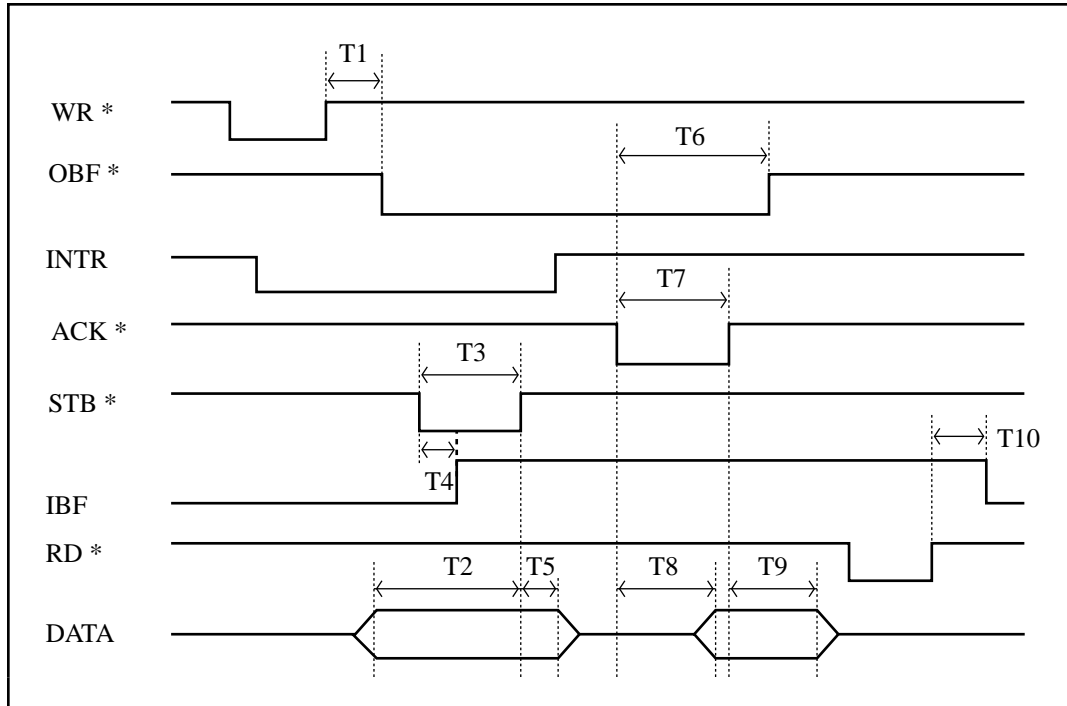 T1
WR *
T6
OBF *
INTR
T7
ACK *
T3
STB *
T10
T4
IBF
RD *
T2 T5 T8 T9
DATA